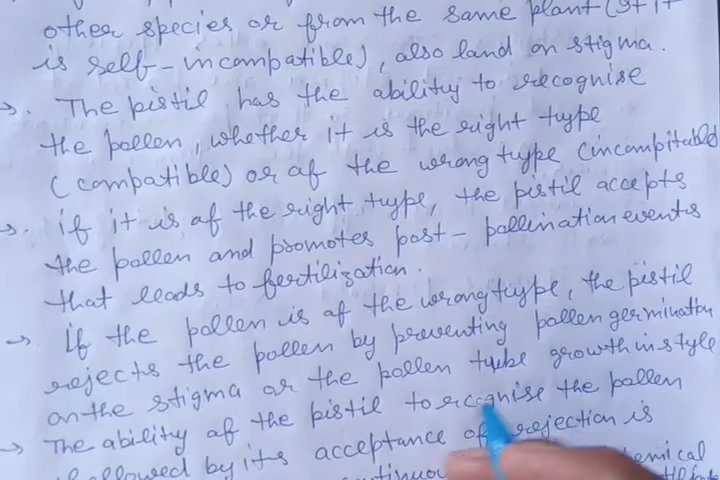 other species or from the same plant (If it
is self-incompatible), also land on stigma.
→. The pistil has the ability to recognise
the pollen, whether it is the right type
(compatible) or of the wrong type (incompitable)
→. if it is of the right type, the pistil accepts
the pollen and promotes post-pollination events
that leads to fertilization.
→ if the pollen is of the wrong type, the pistil
rejects the pollen by preventing pollen germination
on the stigma or the pollen tube growth in style
→ The ability of the pistil to recognise the pollen
followed by its acceptance or rejection is